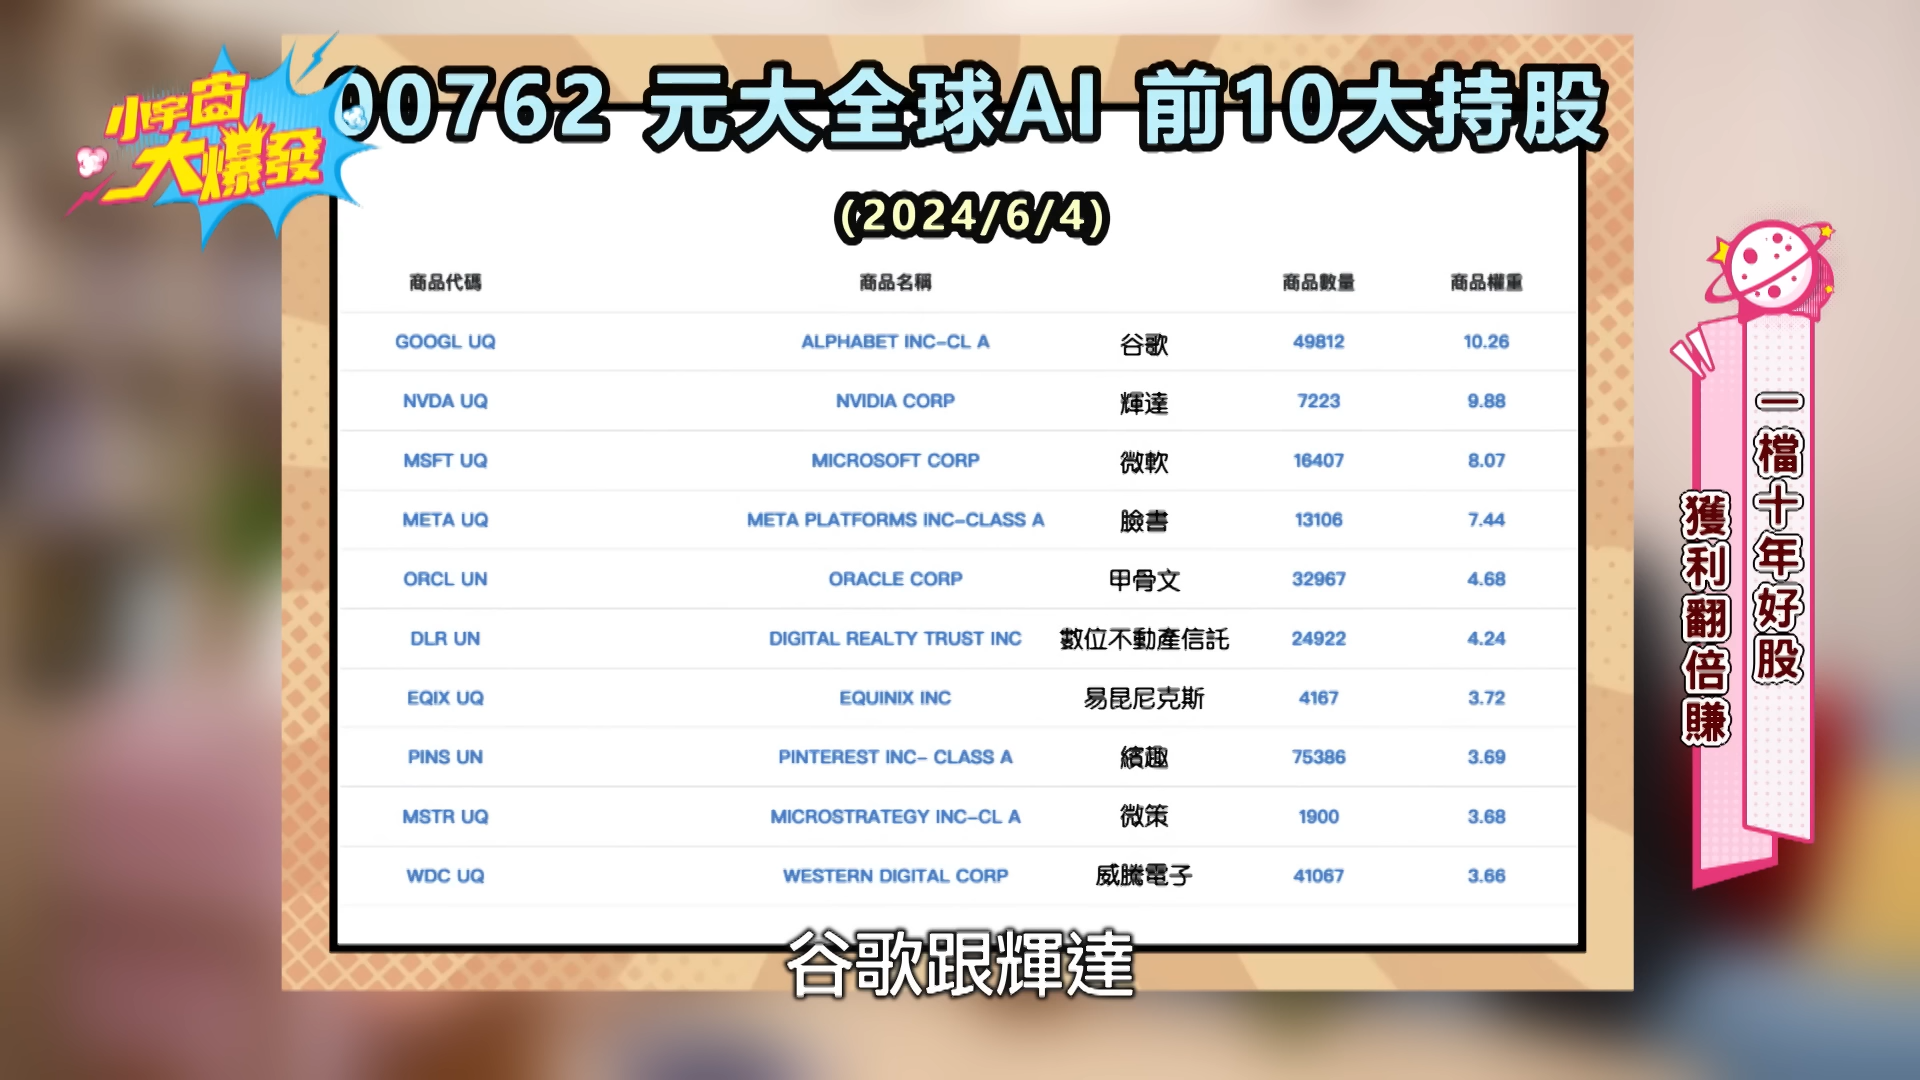 小宇宙
大爆發
00762 元大全球AI 前10大持股
(2024/6/4)
商品代碼 商品名稱 商品數量 商品權重
GOOGL UQ ALPHABET INC-CL A 谷歌 49812 10.26
NVDA UQ NVIDIA CORP 輝達 7223 9.88
MSFT UQ MICROSOFT CORP 微軟 16407 8.07
META UQ META PLATFORMS INC-CLASS A 臉書 13106 7.44
ORCL UN ORACLE CORP 甲骨文 32967 4.68
DLR UN DIGITAL REALTY TRUST INC 數位不動產信託 24922 4.24
EQIX UQ EQUINIX INC 易昆尼克斯 4167 3.72
PINS UN PINTEREST INC- CLASS A 繽趣 75386 3.69
MSTR UQ MICROSTRATEGY INC-CL A 微策 1900 3.68
WDC UQ WESTERN DIGITAL CORP 威騰電子 41067 3.66
谷歌跟輝達
一檔十年好股
獲利翻倍賺